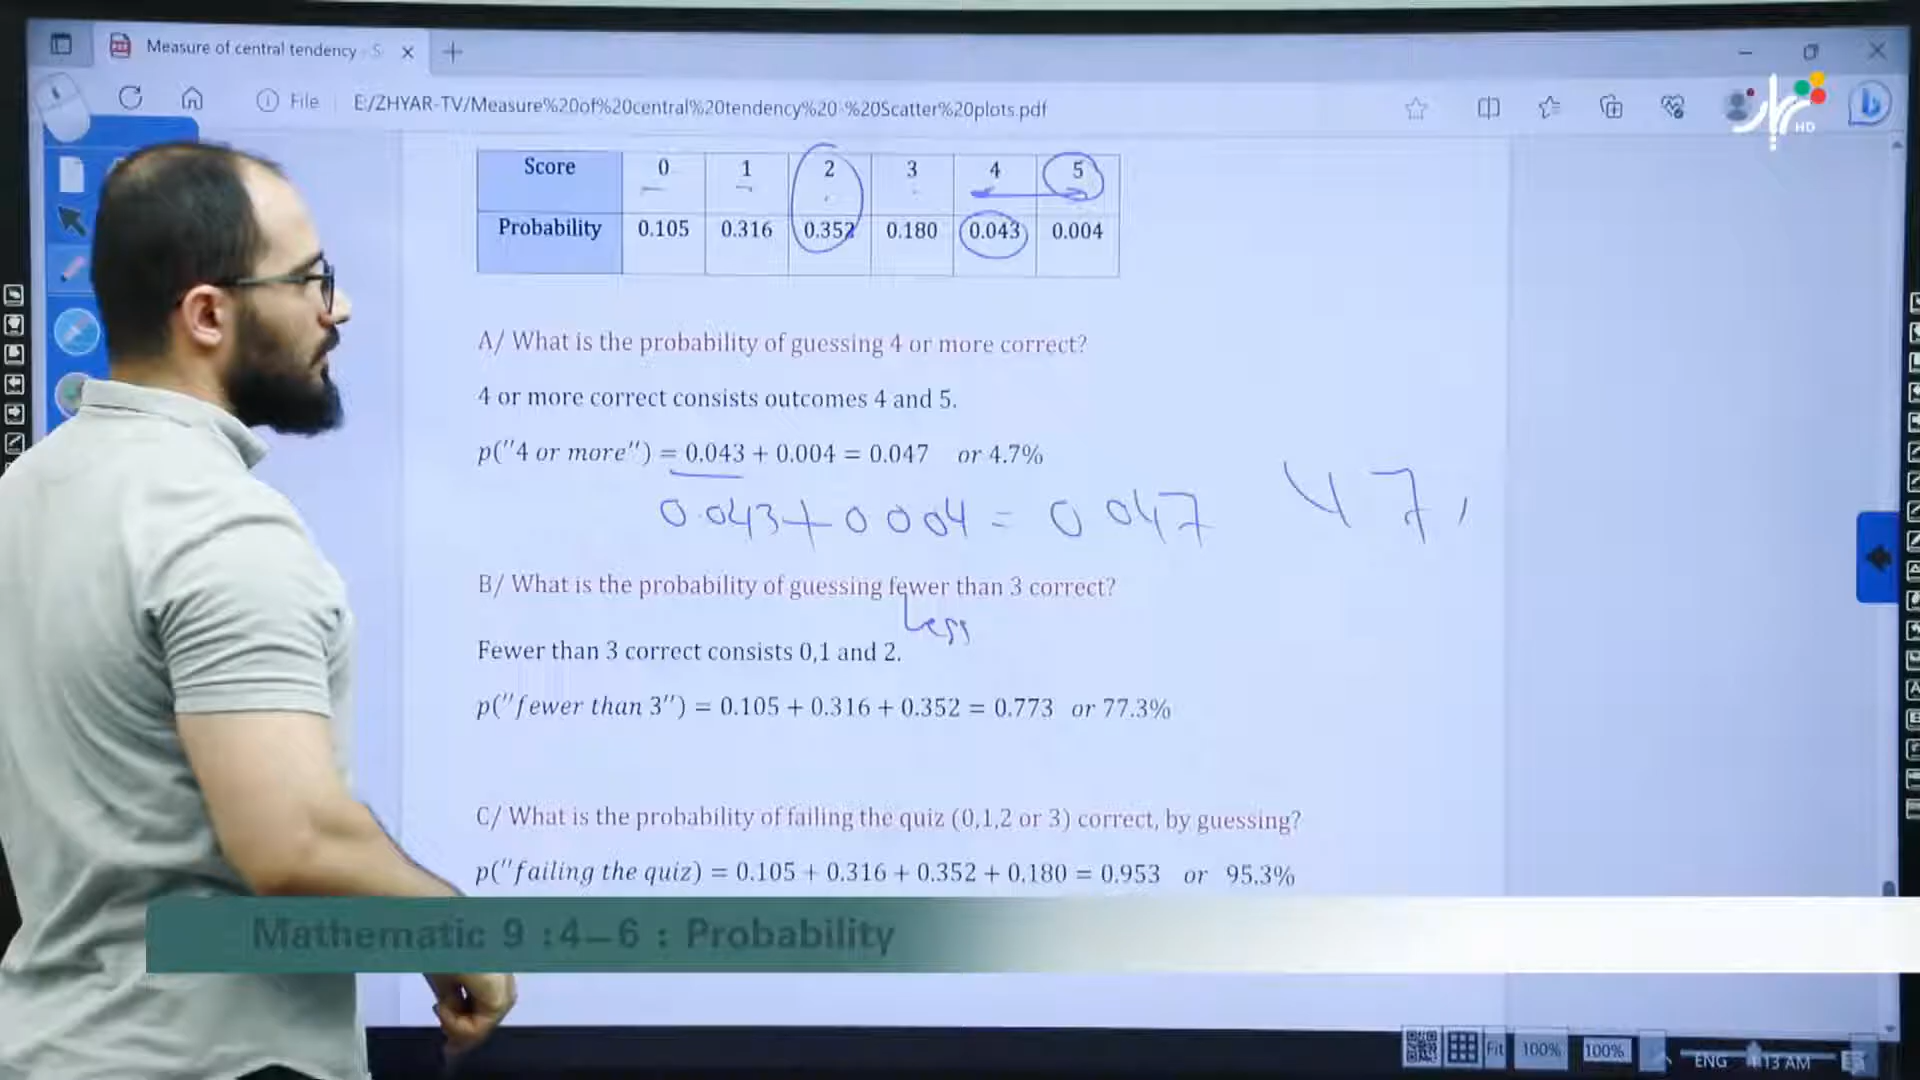 Measure of central tendency - S
File E:/ZHYAR-TV/Measure%20of%20central%20tendency%20-%20Scatter%20plots.pdf
HD
Score 0 1 2 3 4 5
Probability 0.105 0.316 0.352 0.180 0.043 0.004
A/ What is the probability of guessing 4 or more correct?
4 or more correct consists outcomes 4 and 5.
p("4 or more") = 0.043 + 0.004 = 0.047 or 4.7%
0.043+0 004 = 0 047 4 7
B/ What is the probability of guessing fewer than 3 correct?
Less
Fewer than 3 correct consists 0,1 and 2.
p("fewer than 3") = 0.105 + 0.316 + 0.352 = 0.773 or 77.3%
C/ What is the probability of failing the quiz (0,1,2 or 3) correct, by guessing?
p("failing the quiz) = 0.105 + 0.316 + 0.352 + 0.180 = 0.953 or 95.3%
Mathematic 9 :4-6 : Probability
Fit 100% 100%
ENG :13 AM